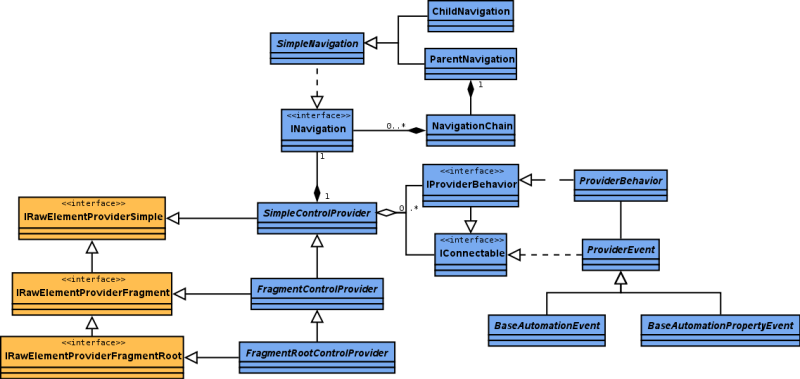 ChildNavigation
SimpleNavigation
ParentNavigation
1
<<interface>>
INavigation
0..*
NavigationChain
1
<<interface>>
IProviderBehavior
ProviderBehavior
1
<<interface>>
IRawElementProviderSimple
SimpleControlProvider
0..*
<<interface>>
IConnectable
ProviderEvent
<<interface>>
IRawElementProviderFragment
FragmentControlProvider
BaseAutomationEvent
BaseAutomationPropertyEvent
<<interface>>
IRawElementProviderFragmentRoot
FragmentRootControlProvider